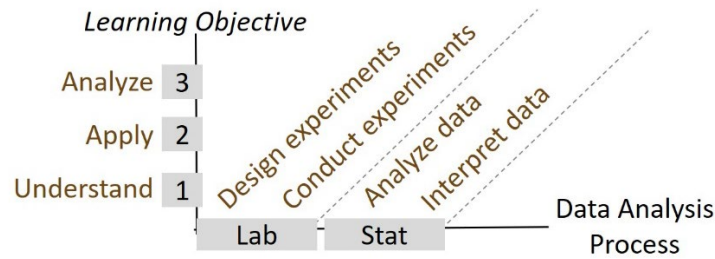 Learning Objective
Analyze 3
Apply 2
Understand 1
Design experiments
Conduct experiments
Analyze data
Interpret data
Lab
Stat
Data Analysis
Process